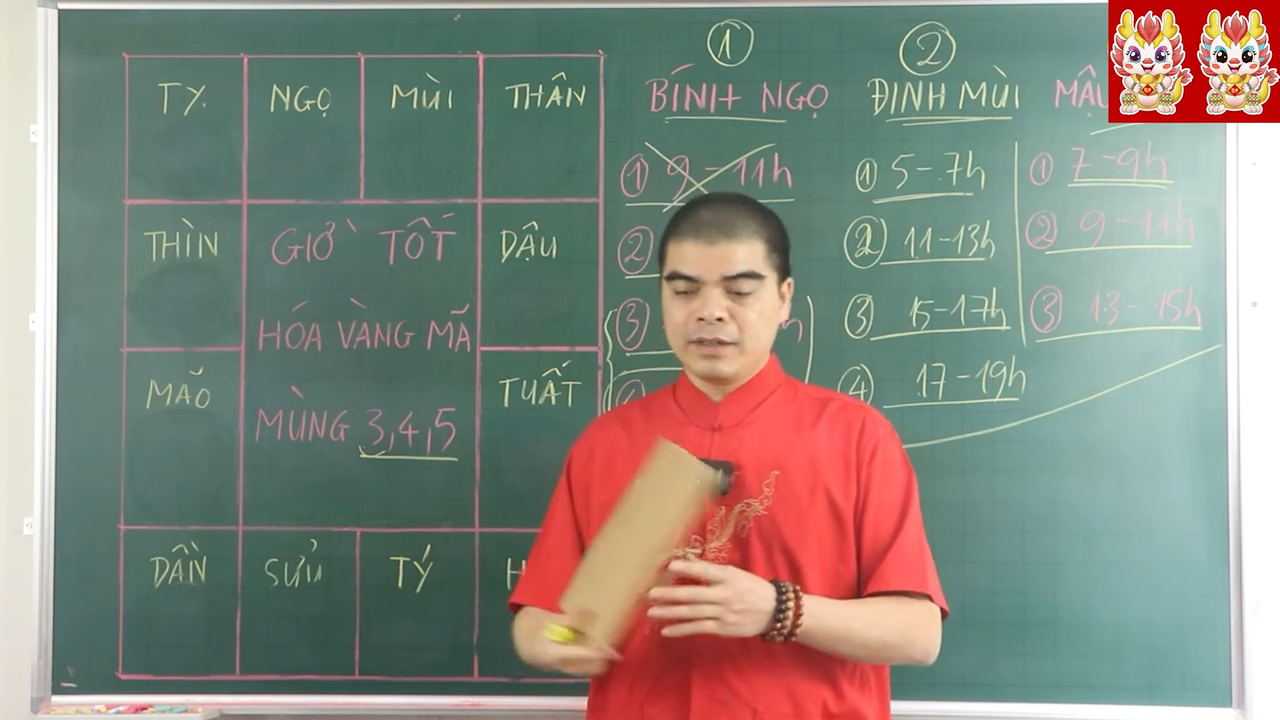 TỴ
NGỌ
MÙI
THÂN
THÌN
GIỜ TỐT
DẬU
HÓA VÀNG MÃ
MÃO
MÙNG 3,4,5
TUẤT
DẦN
SỬU
TÝ
H
①
BÍNH NGỌ
① 9-11h
②
③ h
②
ĐINH MÙI
① 5-7h
② 11-13h
③ 15-17h
④ 17-19h
MẬU
① 7-9h
② 9-11h
③ 13-15h